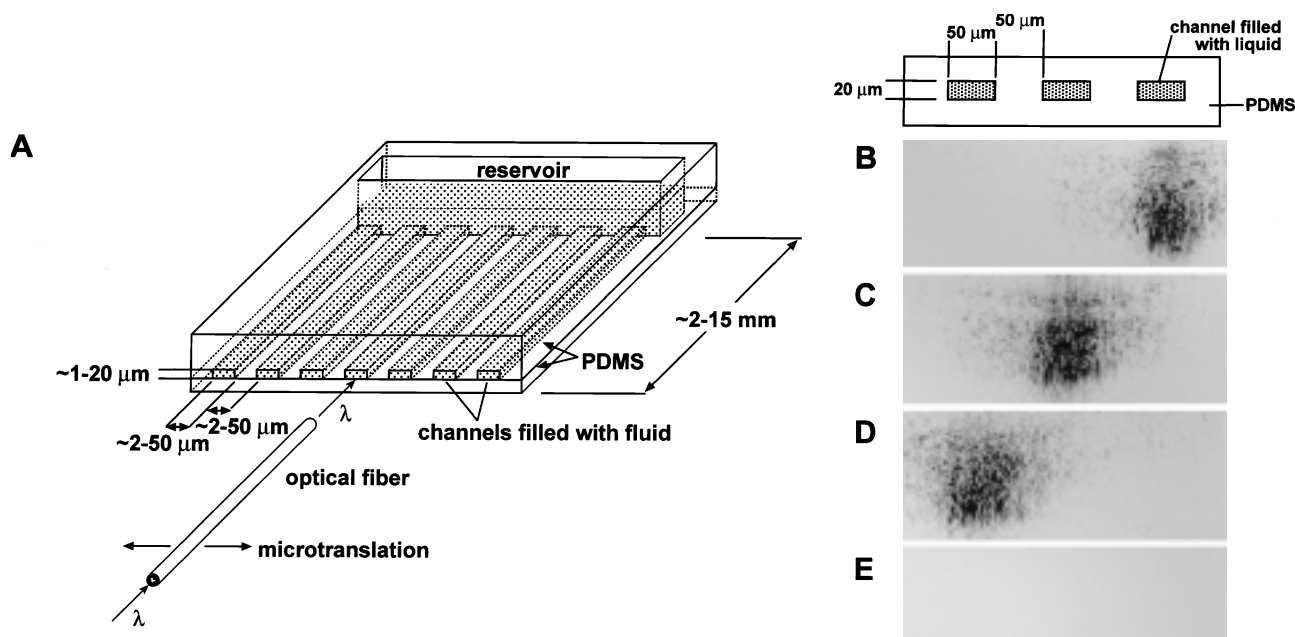 A
reservoir
~2-15 mm
PDMS
~1-20 μm
~2-50 μm
~2-50 μm
λ
channels filled with fluid
optical fiber
microtranslation
λ
50 μm
50 μm
channel filled
with liquid
20 μm
PDMS
B
C
D
E